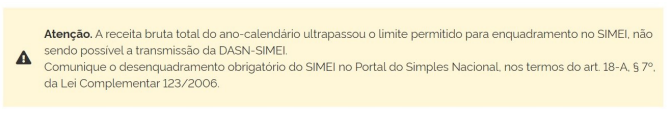 Atenção. A receita bruta total do ano-calendário ultrapassou o limite permitido para enquadramento no SIMEI, não
sendo possível a transmissão da DASN-SIMEI.
Comunique o desenquadramento obrigatório do SIMEI no Portal do Simples Nacional, nos termos do art. 18-A, § 7º,
da Lei Complementar 123/2006.